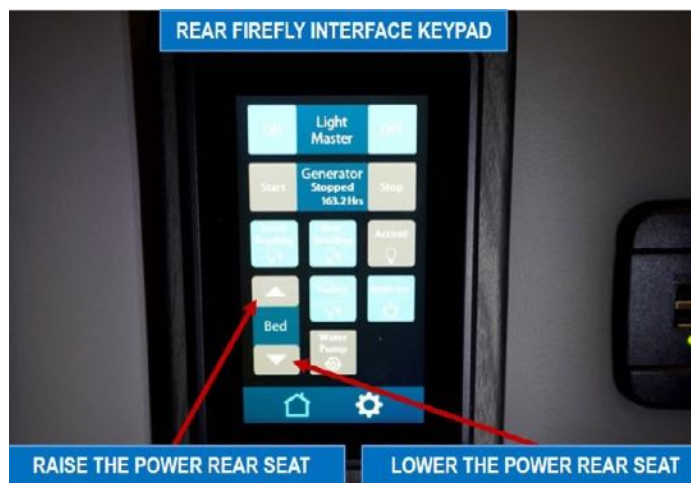 REAR FIREFLY INTERFACE KEYPAD
ON Light OFF
Master
Generator
Start Stopped Stop
163.2 Hrs
Accent
Bed
Water
Pump
RAISE THE POWER REAR SEAT
LOWER THE POWER REAR SEAT